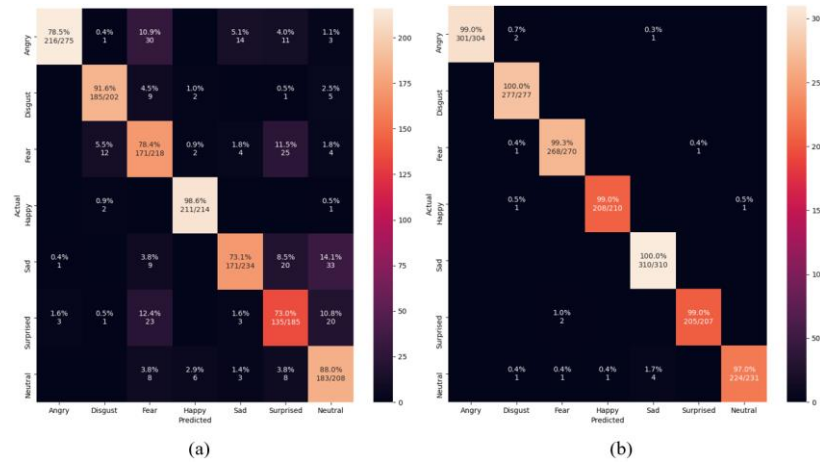 Actual
Angry
78.5% 0.4% 10.9% 5.1% 4.0% 1.1%
216/275 1 30 14 11 3
Disgust
91.6% 4.5% 1.0% 0.5% 2.5%
185/202 9 2 1 5
Fear
5.5% 78.4% 0.9% 1.8% 11.5% 1.8%
12 171/218 2 4 25 4
Happy
0.9% 98.6% 0.5%
2 211/214 1
Sad
0.4% 3.8% 73.1% 8.5% 14.1%
1 9 171/234 20 33
Surprised
1.6% 0.5% 12.4% 1.6% 73.0% 10.8%
3 1 23 3 135/185 20
Neutral
3.8% 2.9% 1.4% 3.8% 88.0%
8 6 3 8 183/208
Angry Disgust Fear Happy Sad Surprised Neutral
Predicted
200
175
150
125
100
75
50
25
0
(a)
Actual
Angry
99.0% 0.7% 0.3%
301/304 2 1
Disgust
100.0%
277/277
Fear
0.4% 99.3% 0.4%
1 268/270 1
Happy
0.5% 99.0% 0.5%
1 208/210 1
Sad
100.0%
310/310
Surprised
1.0% 99.0%
2 205/207
Neutral
0.4% 0.4% 0.4% 1.7% 97.0%
1 1 1 4 224/231
Angry Disgust Fear Happy Sad Surprised Neutral
Predicted
300
250
200
150
100
50
0
(b)